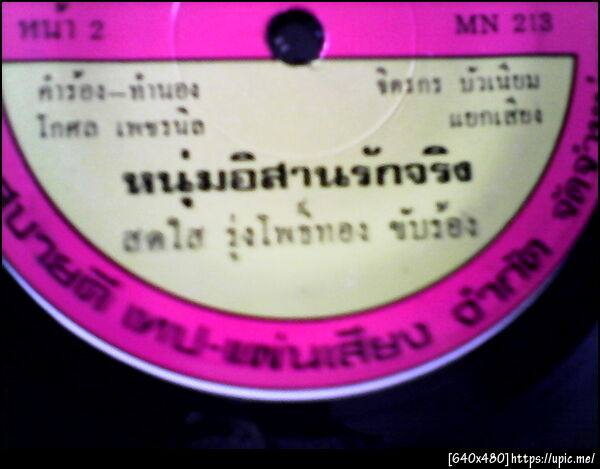 หน้า 2
MN 213
คำร้อง-ทำนอง
จิตรกร บัวเนียม
โกศล เพชรนิล
แยกเสียง
หนุ่มอิสานรักจริง
สดใส รุ่งโพธิ์ทอง ขับร้อง
สบายดี เทป-แผ่นเสียง จำกัด
[640x480]https://upic.me/